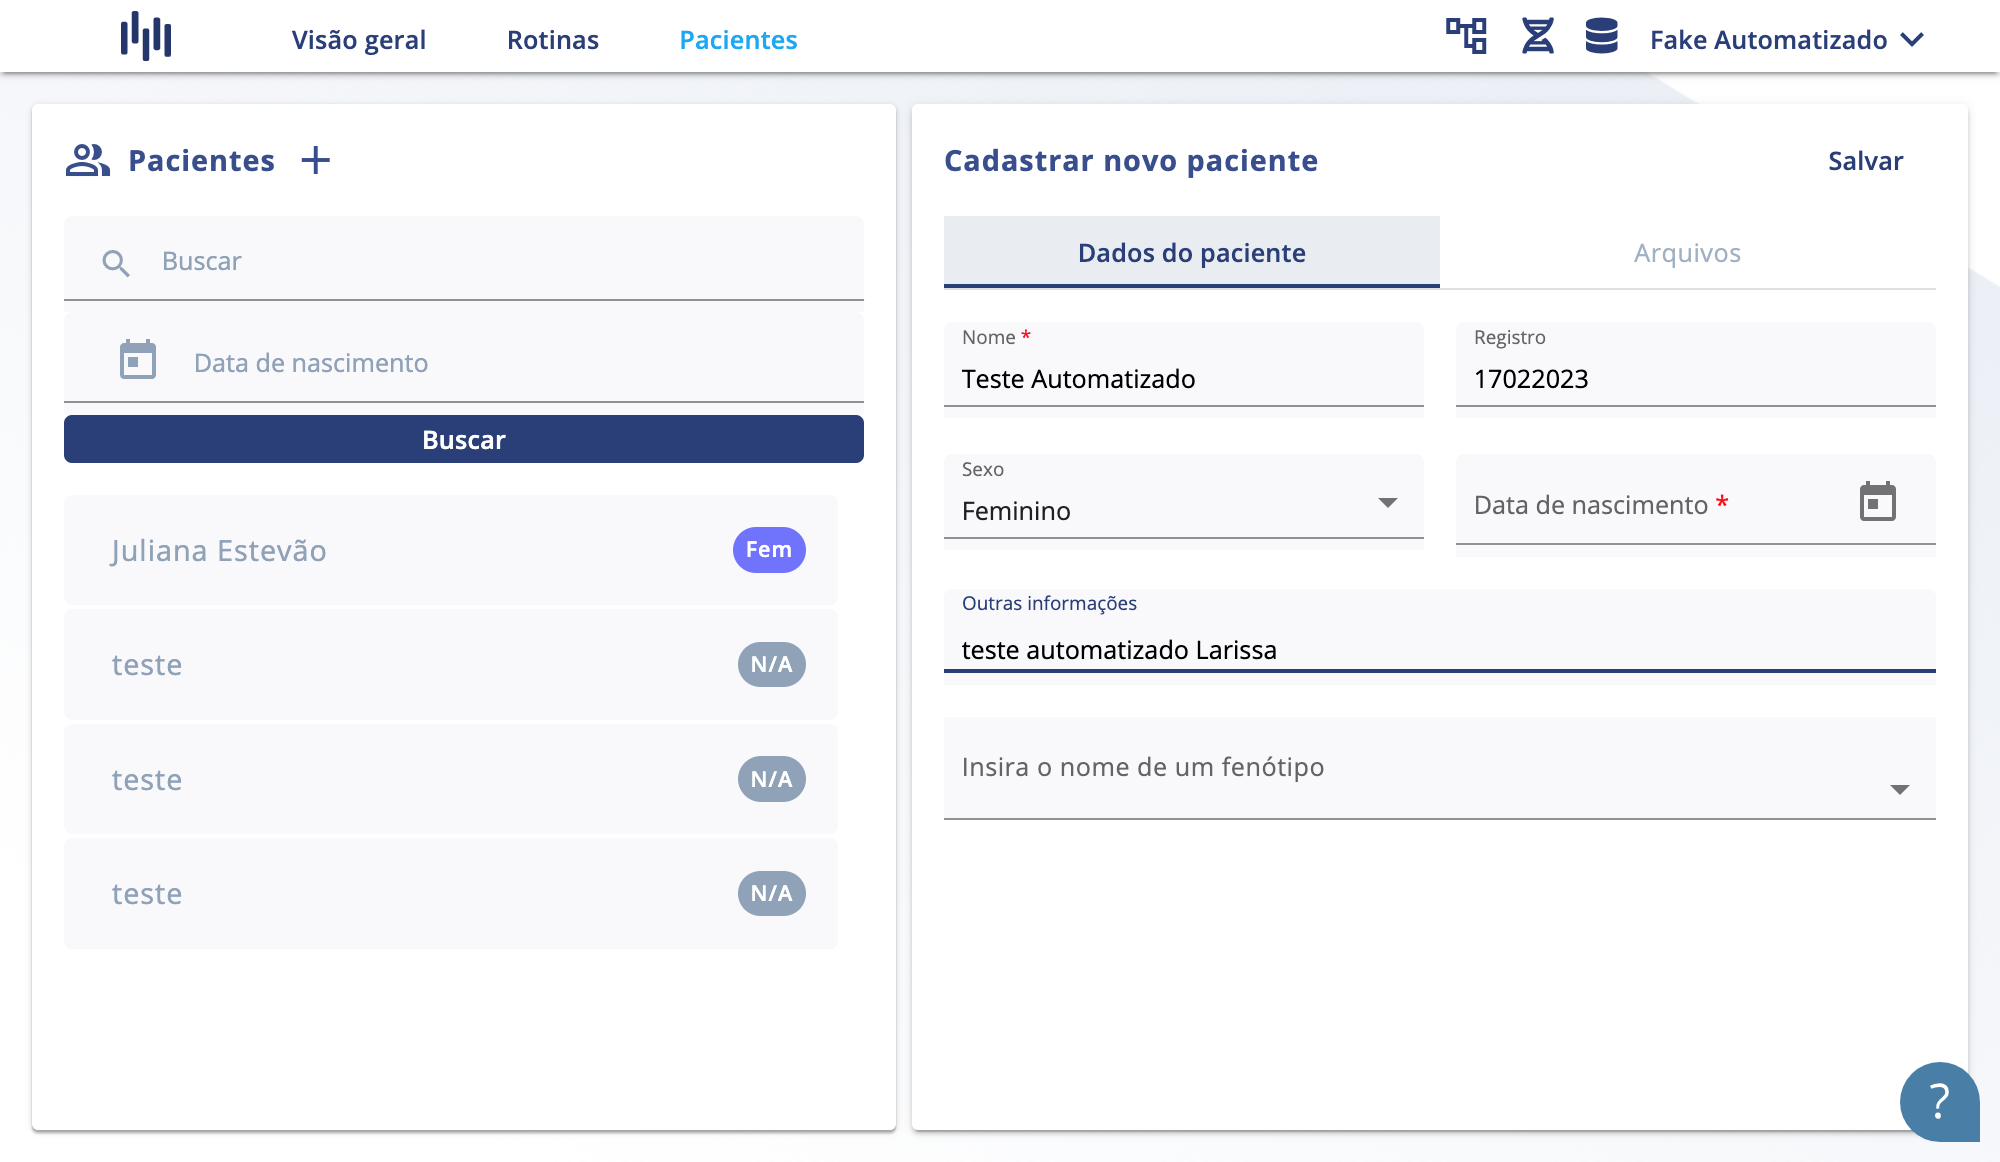 Visão geral
Rotinas
Pacientes
Fake Automatizado
Pacientes
Buscar
Data de nascimento
Buscar
Juliana Estevão
Fem
teste
N/A
teste
N/A
teste
N/A
Cadastrar novo paciente
Salvar
Dados do paciente
Arquivos
Nome *
Teste Automatizado
Registro
17022023
Sexo
Feminino
Data de nascimento *
Outras informações
teste automatizado Larissa
Insira o nome de um fenótipo
?